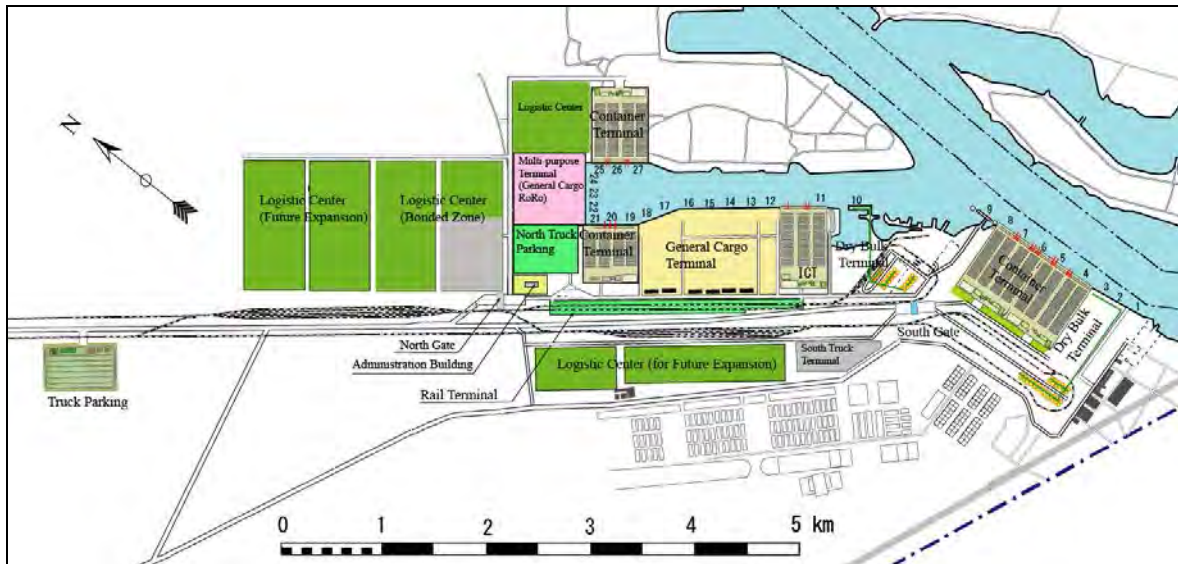 N
Logistic Center
Container
Terminal
25 26 27
Multi-purpose
Terminal
(General Cargo
RoRo)
24
23
22
21 20 19
18
17
16
15
14
13
12
11
10
9
8
7
6
5
4
3
2
1
Logistic Center
(Future Expansion)
Logistic Center
(Bonded Zone)
North Truck
Parking
Container
Terminal
General Cargo
Terminal
ICT
Dry Bulk
Terminal
Container
Terminal
Dry Bulk
Terminal
South Gate
North Gate
Administration Building
Rail Terminal
Logistic Center (for Future Expansion)
South Truck
Terminal
Truck Parking
0 1 2 3 4 5 km